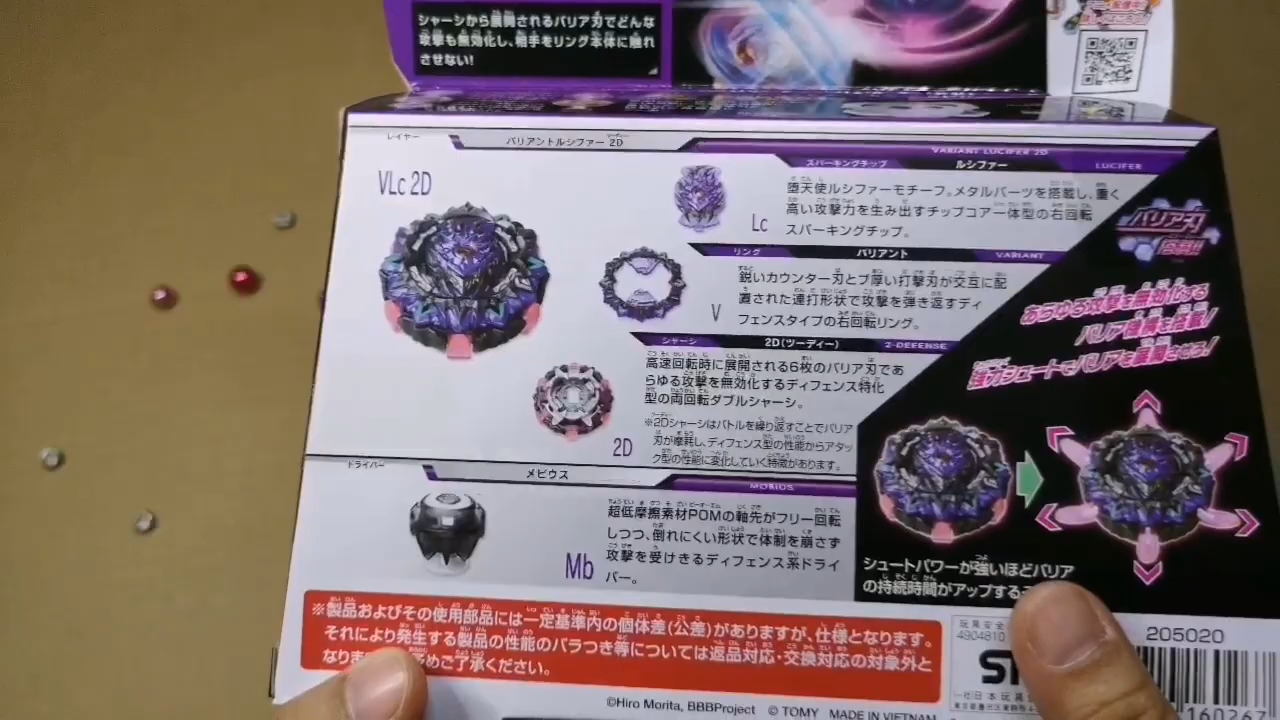 シャーシから展開されるバリア刃でどんな
攻撃も無効化し、相手をリング本体に触れ
させない!
レイヤー
バリアントルシファー 2D
VARIANT LUCIFER 2D
VLc 2D
スパーキングチップ
ルシファー
LUCIFER
堕天使ルシファーモチーフ。メタルパーツを搭載し、重く
高い攻撃力を生み出すチップコアー体型の右回転
スパーキングチップ。
Lc
リング
バリアント
VARIANT
鋭いカウンター刃とブ厚い打撃刃が交互に配
置された連打形状で攻撃を弾き返すディ
フェンスタイプの右回転リング。
V
シャーシ
2D(ツーディー)
2-DEFENSE
高速回転時に展開される6枚のバリア刃であ
らゆる攻撃を無効化するディフェンス特化
型の両回転ダブルシャーシ。
※2Dシャーシはバトルを繰り返すことでバリア
刃が摩耗し、ディフェンス型の性能からアタッ
ク型の性能に変化していく特徴があります。
2D
ドライバー
メビウス
MOBIUS
超低摩擦素材POMの軸先がフリー回転
しつつ、倒れにくい形状で体制を崩さず
攻撃を受けきるディフェンス系ドライ
バー。
Mb
バリア刃
あらゆる攻撃を無効化する
バリア機構を搭載!
強力シュートでバリアを展開させろ!
シュートパワーが強いほどバリア
の持続時間がアップする
※製品およびその使用部品には一定基準内の個体差(公差)がありますが、仕様となります。
それにより発生する製品の性能のバラつき等については返品対応・交換対応の対象外と
なりま 予めご了承ください。
玩具安全
4904810
205020
160267
©Hiro Morita, BBBProject © TOMY MADE IN VIETNAM